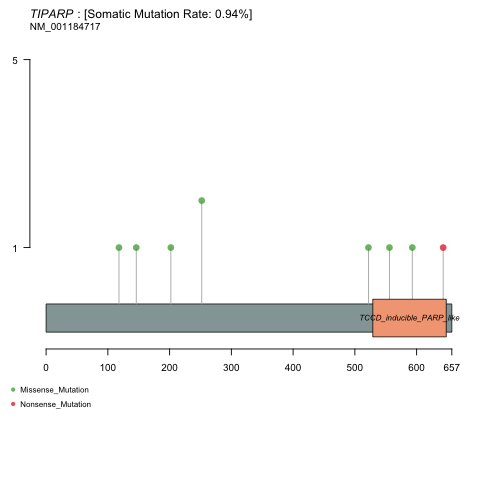 TIPARP : [Somatic Mutation Rate: 0.94%]
NM_001184717
5
1
TCCD_inducible_PARP_like
0 100 200 300 400 500 600 657
Missense_Mutation
Nonsense_Mutation